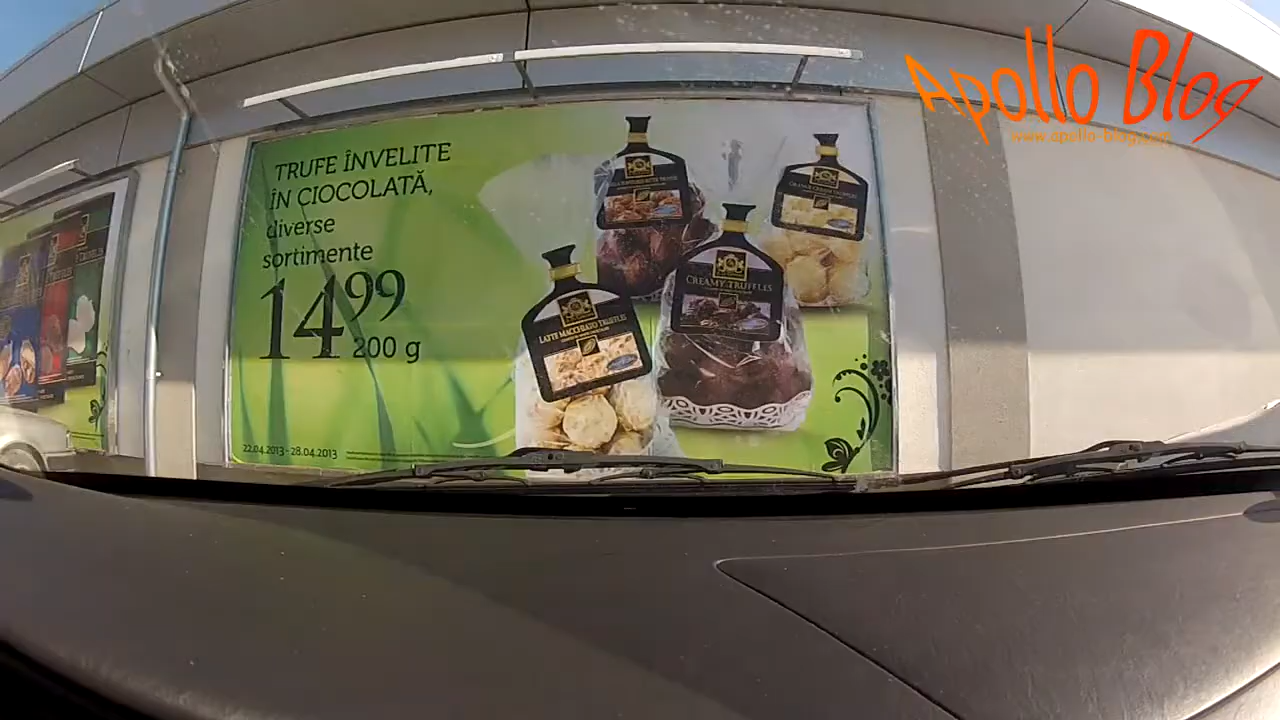 Apollo Blog
www.apollo-blog.com
TRUFE ÎNVELITE
ÎN CIOCOLATĂ,
diverse
sortimente
14 99
200 g
22.04.2013 - 28.04.2013
LATTE MACCHIATO TRUFFLES
CREAMY TRUFFLES